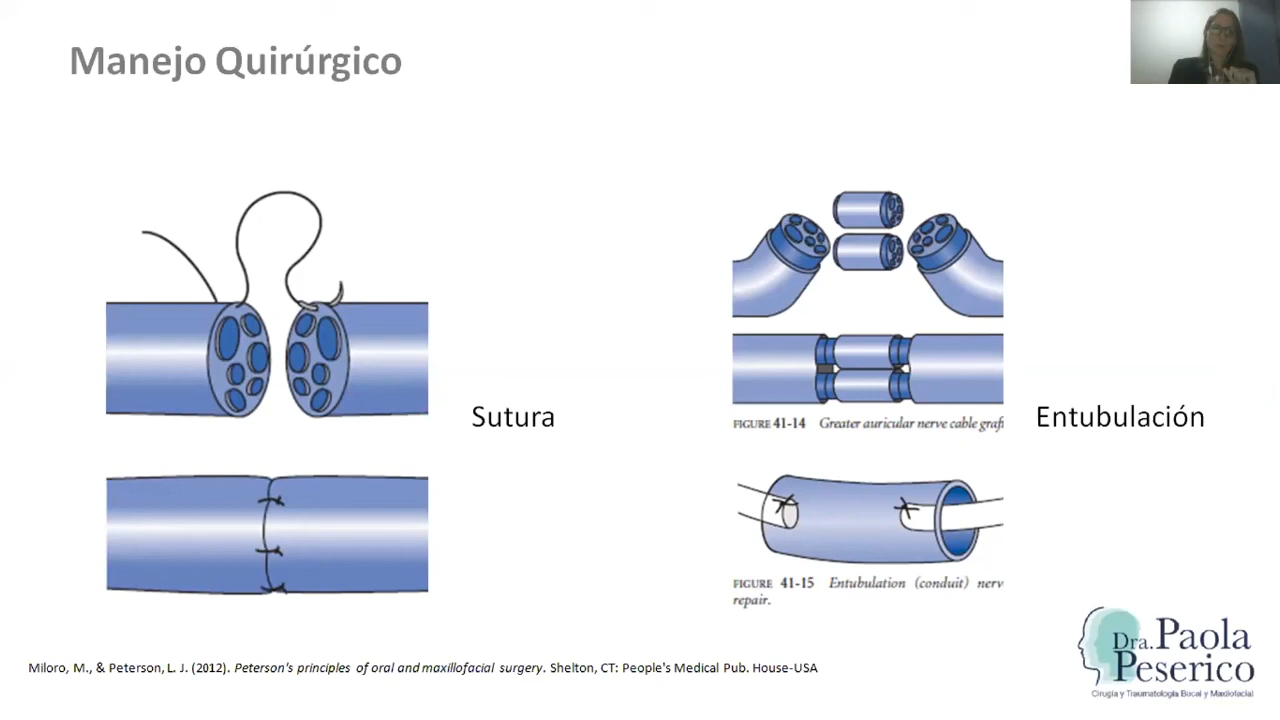 Manejo Quirúrgico
Sutura
FIGURE 41-14 Greater auricular nerve cable graf
Entubulación
FIGURE 41-15 Entubulation (conduit) nerv
repair.
Miloro, M., & Peterson, L. J. (2012). Peterson's principles of oral and maxillofacial surgery. Shelton, CT: People's Medical Pub. House-USA
Dra. Paola
Peserico
Cirugía y Traumatología Bucal y Maxiofacial